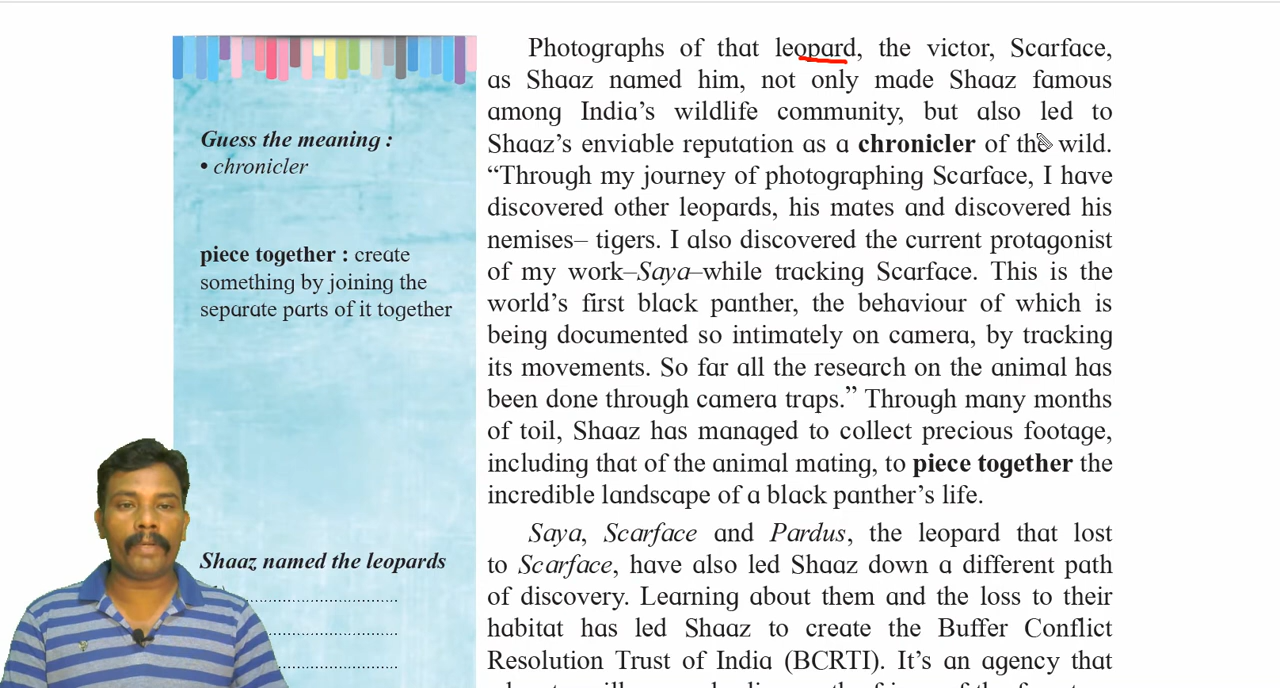 Guess the meaning :
• chronicler
piece together : create
something by joining the
separate parts of it together
Shaaz named the leopards
Photographs of that leopard, the victor, Scarface,
as Shaaz named him, not only made Shaaz famous
among India’s wildlife community, but also led to
Shaaz’s enviable reputation as a chronicler of the wild.
“Through my journey of photographing Scarface, I have
discovered other leopards, his mates and discovered his
nemises– tigers. I also discovered the current protagonist
of my work–Saya–while tracking Scarface. This is the
world’s first black panther, the behaviour of which is
being documented so intimately on camera, by tracking
its movements. So far all the research on the animal has
been done through camera traps.” Through many months
of toil, Shaaz has managed to collect precious footage,
including that of the animal mating, to piece together the
incredible landscape of a black panther’s life.
Saya, Scarface and Pardus, the leopard that lost
to Scarface, have also led Shaaz down a different path
of discovery. Learning about them and the loss to their
habitat has led Shaaz to create the Buffer Conflict
Resolution Trust of India (BCRTI). It’s an agency that